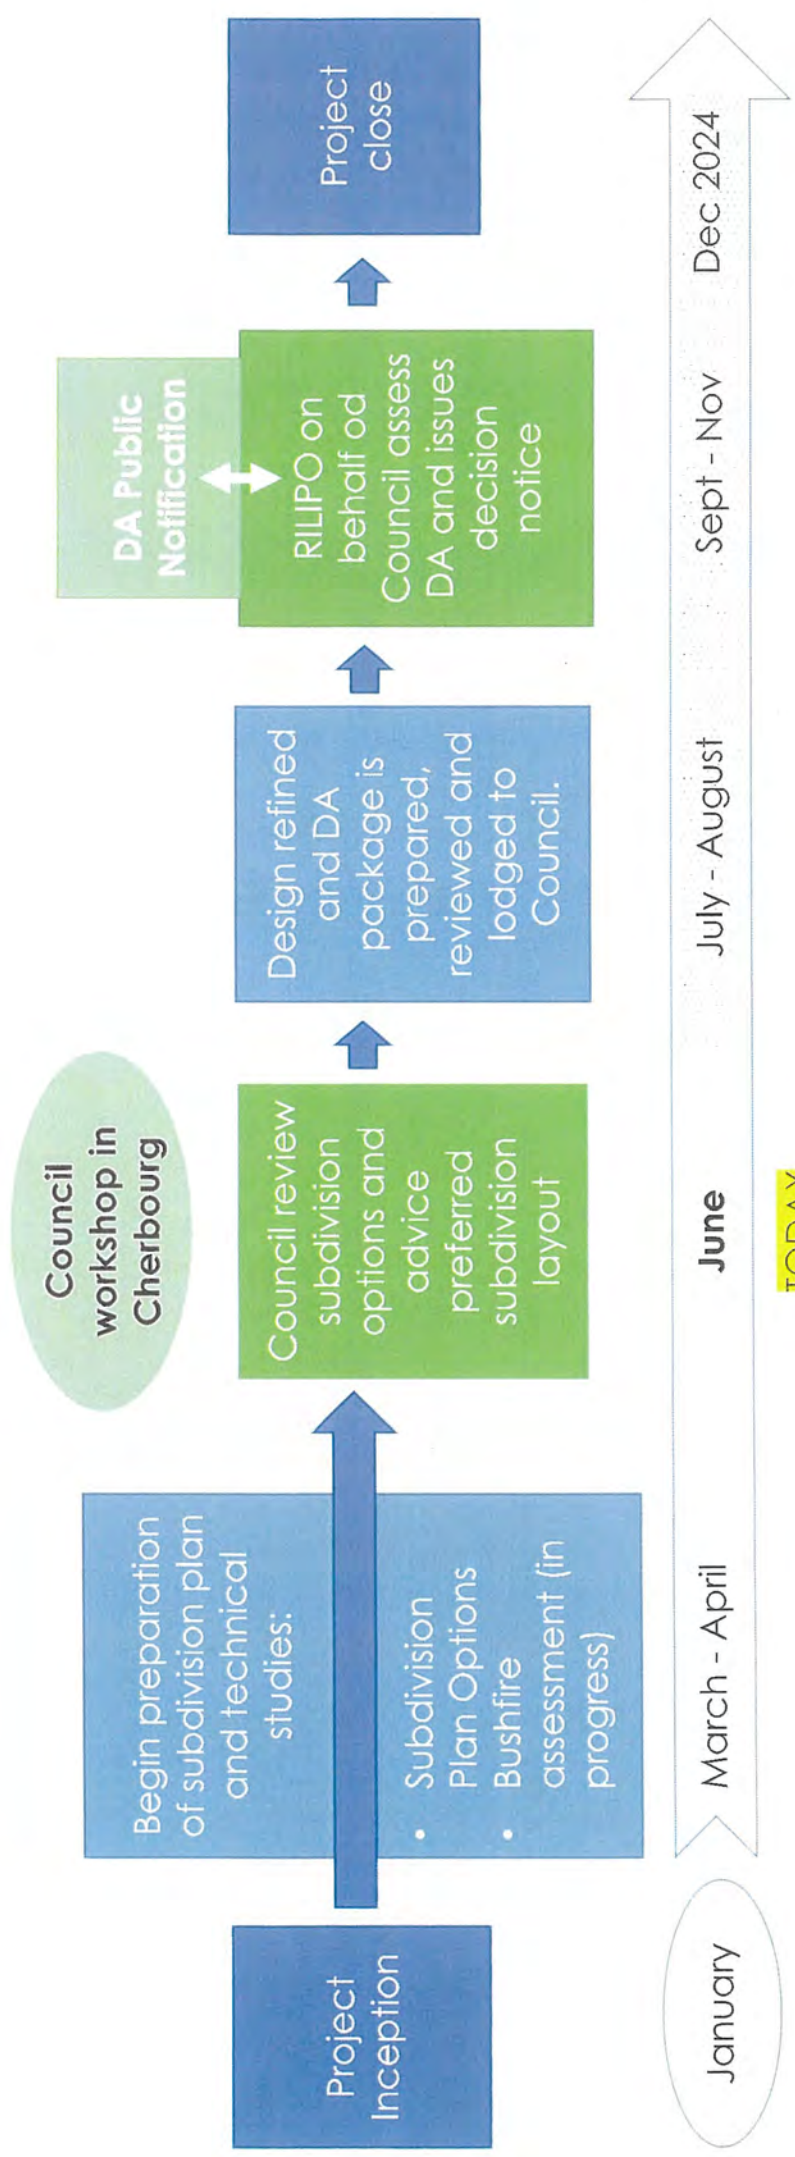 Project
Inception
Begin preparation
of subdivision plan
and technical
studies:
• Subdivision
Plan Options
• Bushfire
assessment (in
progress)
Council
workshop in
Cherbourg
Council review
subdivision
options and
advice
preferred
subdivision
layout
Design refined
and DA
package is
prepared,
reviewed and
lodged to
Council.
DA Public
Notification
RILIPO on
behalf od
Council assess
DA and issues
decision
notice
Project
close
January
March - April
June
July - August
Sept - Nov
Dec 2024
TODAY